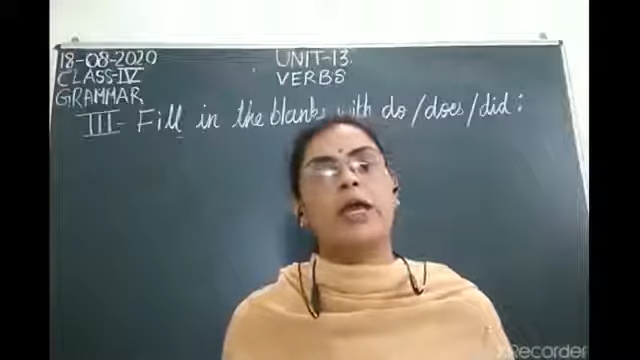 18-08-2020
UNIT-13
CLASS-IV
VERBS
GRAMMAR
III- Fill in the blanks with do/does/did:
Recorder